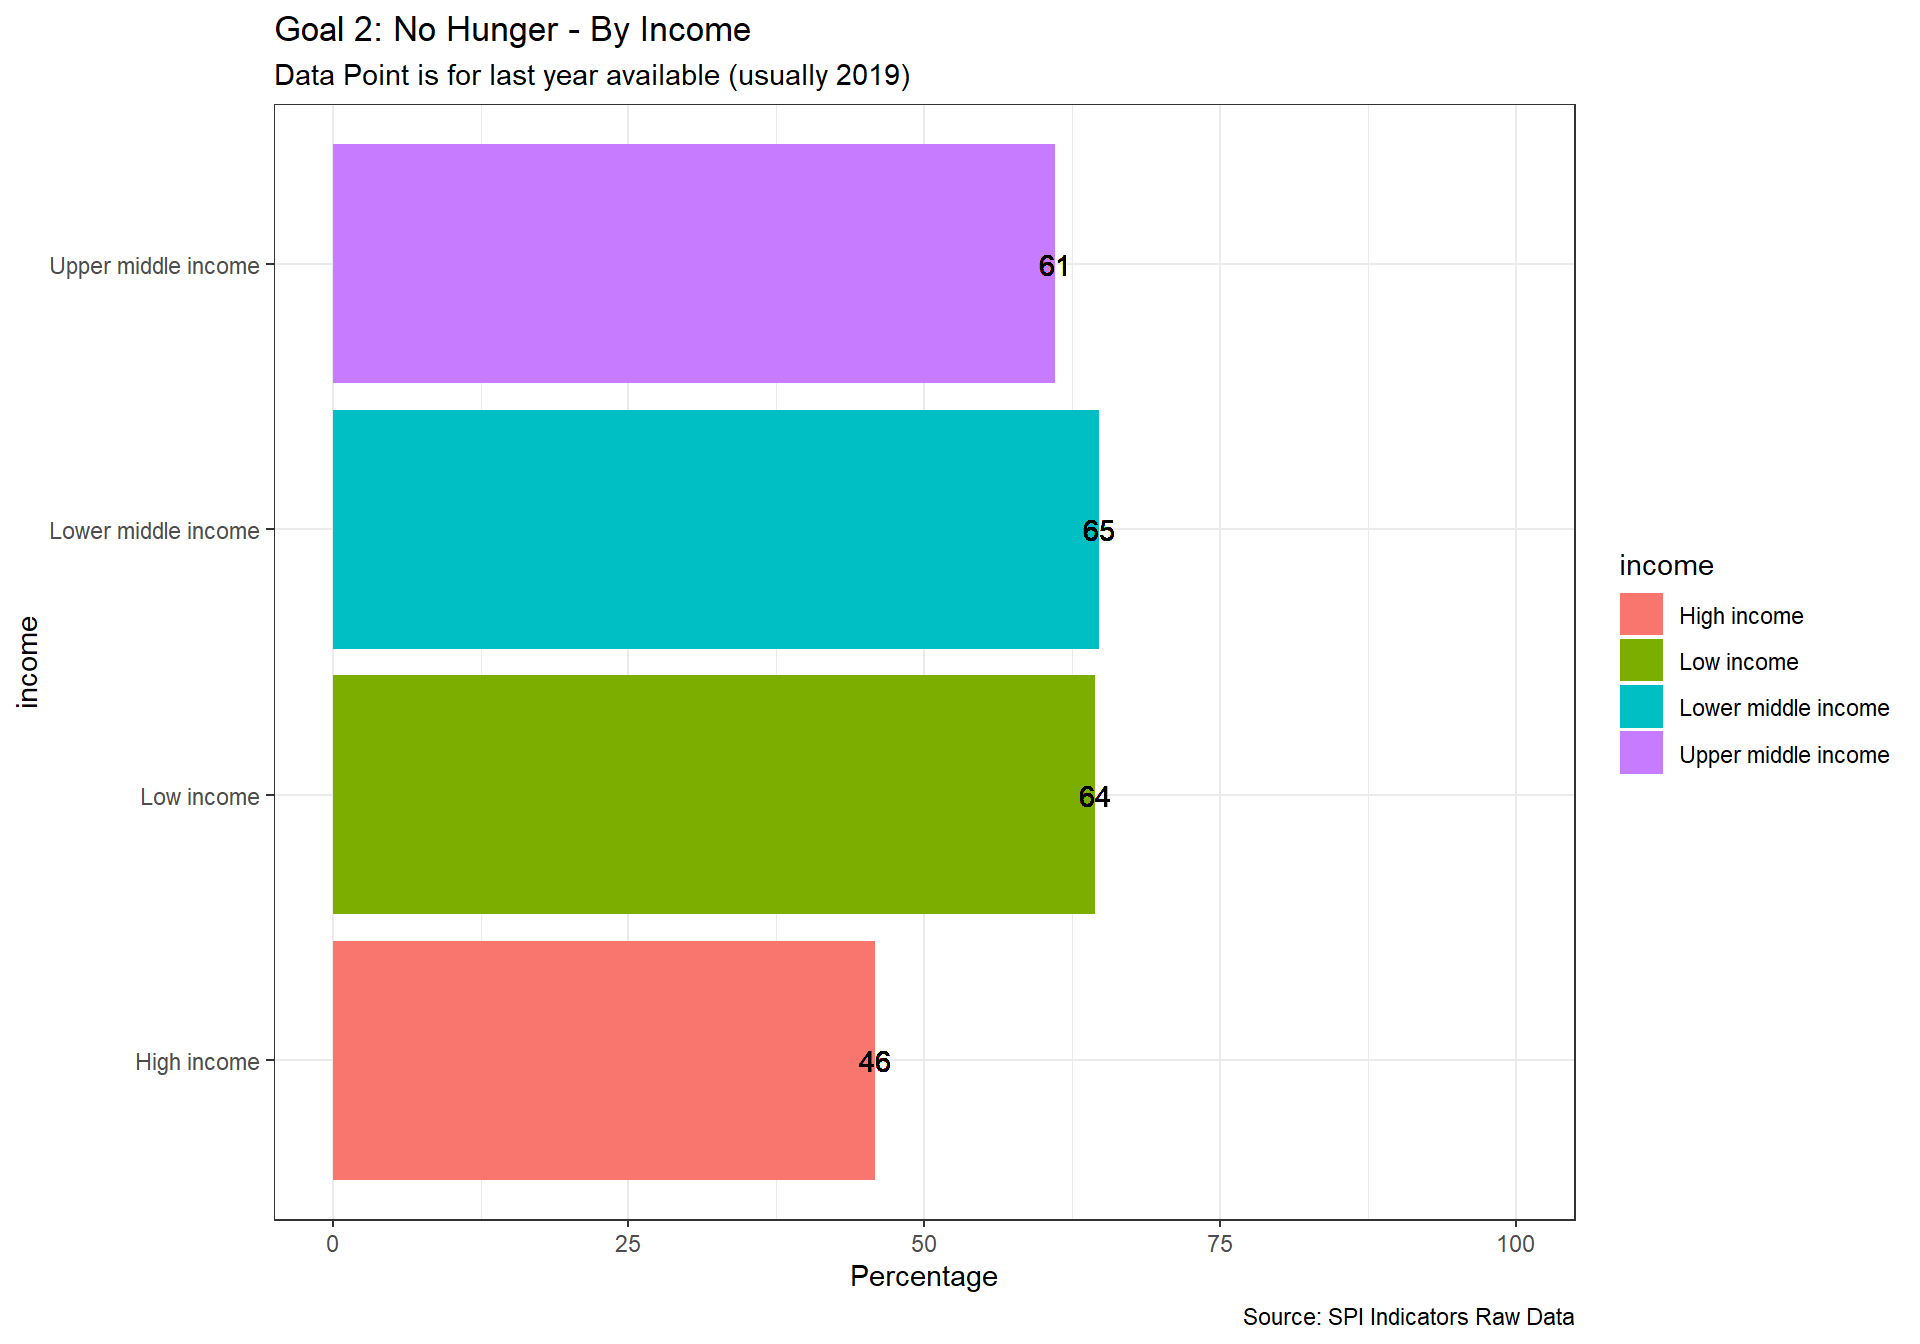 Goal 2: No Hunger - By Income
Data Point is for last year available (usually 2019)
income
Upper middle income
61
Lower middle income
65
Low income
64
High income
46
0 25 50 75 100
Percentage
income
High income
Low income
Lower middle income
Upper middle income
Source: SPI Indicators Raw Data